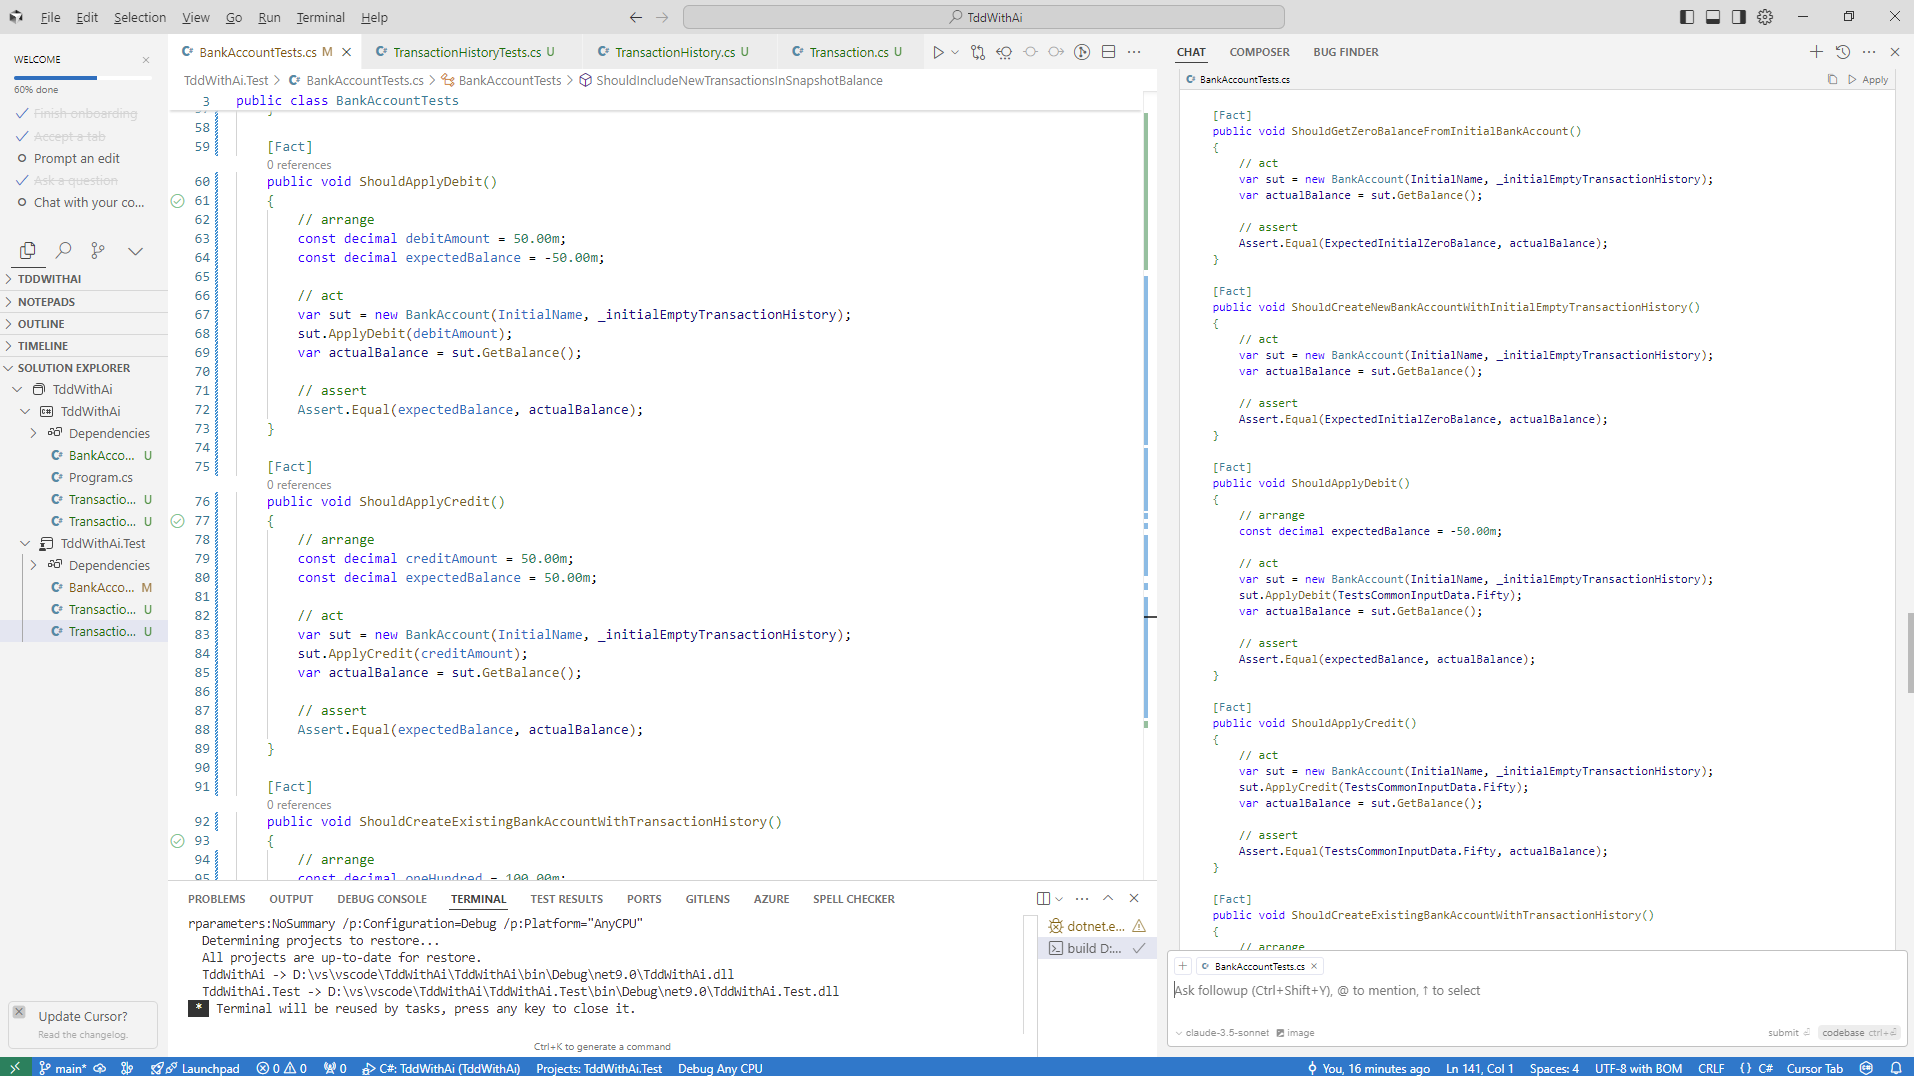 File Edit Selection View Go Run Terminal Help
TddWithAi
WELCOME
60% done
Finish onboarding
Accept a tab
Prompt an edit
Ask a question
Chat with your co...
TDDWITHAI
NOTEPADS
OUTLINE
TIMELINE
SOLUTION EXPLORER
TddWithAi
TddWithAi
Dependencies
BankAcco... U
Program.cs
Transactio... U
Transactio... U
TddWithAi.Test
Dependencies
BankAcco... M
Transactio... U
Transactio... U
Update Cursor?
Read the changelog.
BankAccountTests.cs M
TransactionHistoryTests.cs U
TransactionHistory.cs U
Transaction.cs U
TddWithAi.Test > BankAccountTests.cs > BankAccountTests > ShouldIncludeNewTransactionsInSnapshotBalance
3 public class BankAccountTests
57 }
58
59 [Fact]
0 references
60 public void ShouldApplyDebit()
61 {
62 // arrange
63 const decimal debitAmount = 50.00m;
64 const decimal expectedBalance = -50.00m;
65
66 // act
67 var sut = new BankAccount(InitialName, _initialEmptyTransactionHistory);
68 sut.ApplyDebit(debitAmount);
69 var actualBalance = sut.GetBalance();
70
71 // assert
72 Assert.Equal(expectedBalance, actualBalance);
73 }
74
75 [Fact]
0 references
76 public void ShouldApplyCredit()
77 {
78 // arrange
79 const decimal creditAmount = 50.00m;
80 const decimal expectedBalance = 50.00m;
81
82 // act
83 var sut = new BankAccount(InitialName, _initialEmptyTransactionHistory);
84 sut.ApplyCredit(creditAmount);
85 var actualBalance = sut.GetBalance();
86
87 // assert
88 Assert.Equal(expectedBalance, actualBalance);
89 }
90
91 [Fact]
0 references
92 public void ShouldCreateExistingBankAccountWithTransactionHistory()
93 {
94 // arrange
95 const decimal oneHundred = 100.00m;
PROBLEMS OUTPUT DEBUG CONSOLE TERMINAL TEST RESULTS PORTS GITLENS AZURE SPELL CHECKER
rparameters:NoSummary /p:Configuration=Debug /p:Platform="AnyCPU"
Determining projects to restore...
All projects are up-to-date for restore.
TddWithAi -> D:\vs\vscode\TddWithAi\TddWithAi\bin\Debug\net9.0\TddWithAi.dll
TddWithAi.Test -> D:\vs\vscode\TddWithAi\TddWithAi.Test\bin\Debug\net9.0\TddWithAi.Test.dll
* Terminal will be reused by tasks, press any key to close it.
Ctrl+K to generate a command
dotnet.e...
build D:...
CHAT COMPOSER BUG FINDER
BankAccountTests.cs
Apply
[Fact]
public void ShouldGetZeroBalanceFromInitialBankAccount()
{
// act
var sut = new BankAccount(InitialName, _initialEmptyTransactionHistory);
var actualBalance = sut.GetBalance();
// assert
Assert.Equal(ExpectedInitialZeroBalance, actualBalance);
}
[Fact]
public void ShouldCreateNewBankAccountWithInitialEmptyTransactionHistory()
{
// act
var sut = new BankAccount(InitialName, _initialEmptyTransactionHistory);
var actualBalance = sut.GetBalance();
// assert
Assert.Equal(ExpectedInitialZeroBalance, actualBalance);
}
[Fact]
public void ShouldApplyDebit()
{
// arrange
const decimal expectedBalance = -50.00m;
// act
var sut = new BankAccount(InitialName, _initialEmptyTransactionHistory);
sut.ApplyDebit(TestsCommonInputData.Fifty);
var actualBalance = sut.GetBalance();
// assert
Assert.Equal(expectedBalance, actualBalance);
}
[Fact]
public void ShouldApplyCredit()
{
// act
var sut = new BankAccount(InitialName, _initialEmptyTransactionHistory);
sut.ApplyCredit(TestsCommonInputData.Fifty);
var actualBalance = sut.GetBalance();
// assert
Assert.Equal(TestsCommonInputData.Fifty, actualBalance);
}
[Fact]
public void ShouldCreateExistingBankAccountWithTransactionHistory()
{
// arrange
BankAccountTests.cs
Ask followup (Ctrl+Shift+Y), @ to mention, ↑ to select
claude-3.5-sonnet image
submit codebase ctrl+
main* Launchpad 0 0 0 C#: TddWithAi (TddWithAi) Projects: TddWithAi.Test Debug Any CPU
You, 16 minutes ago Ln 141, Col 1 Spaces: 4 UTF-8 with BOM CRLF {} C# Cursor Tab